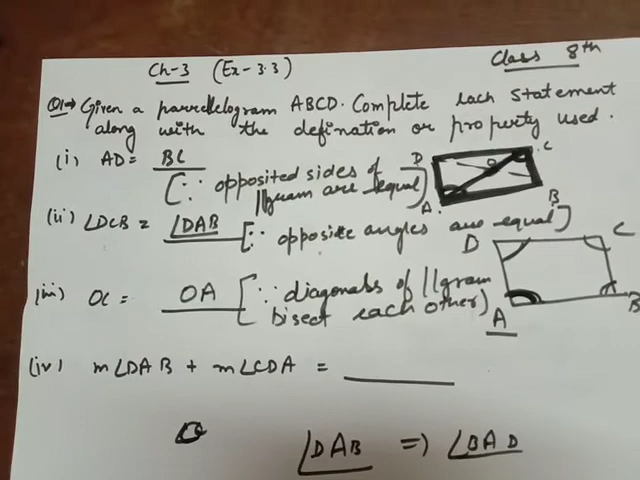 Ch-3 (Ex-3.3) Class 8th
Q1 → Given a parrellelogram ABCD. Complete each statement
along with the defination or property used.
(i) AD = BC
[∵ opposited sides of
||gram are equal]
D C
O
A B
(ii) ∠DCB = ∠DAB [∵ opposite angles are equal]
D C
(iii) OC = OA [∵ diagonals of ||gram
bisect each other)
A B
(iv) m∠DAB + m∠CDA = ________
∠DAB ⇒ ∠BAD